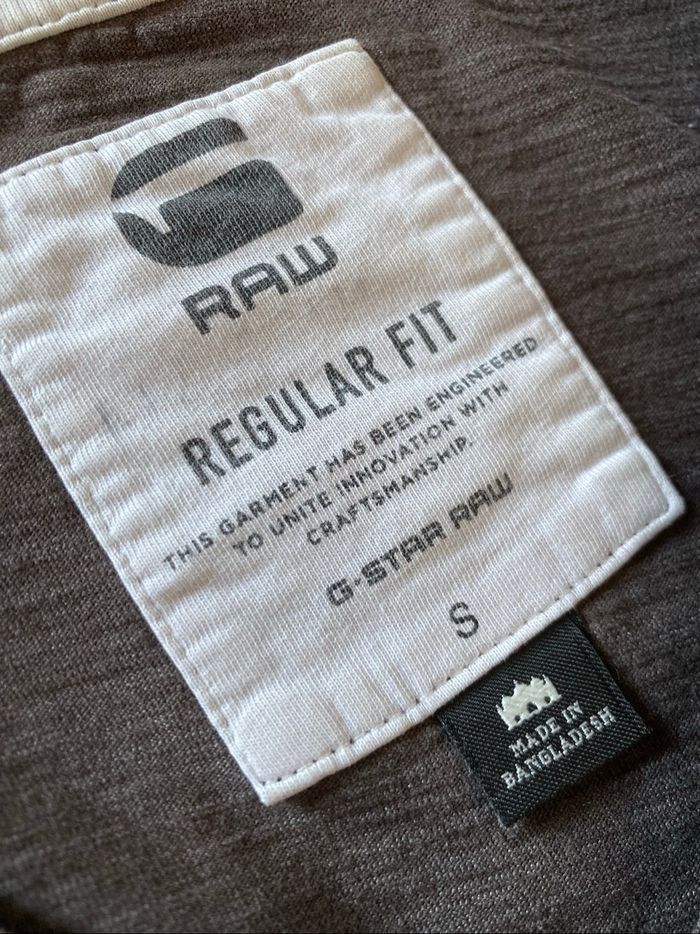 RAW
REGULAR FIT
THIS GARMENT HAS BEEN ENGINEERED
TO UNITE INNOVATION WITH
CRAFTSMANSHIP.
G-STAR RAW
S
MADE IN
BANGLADESH